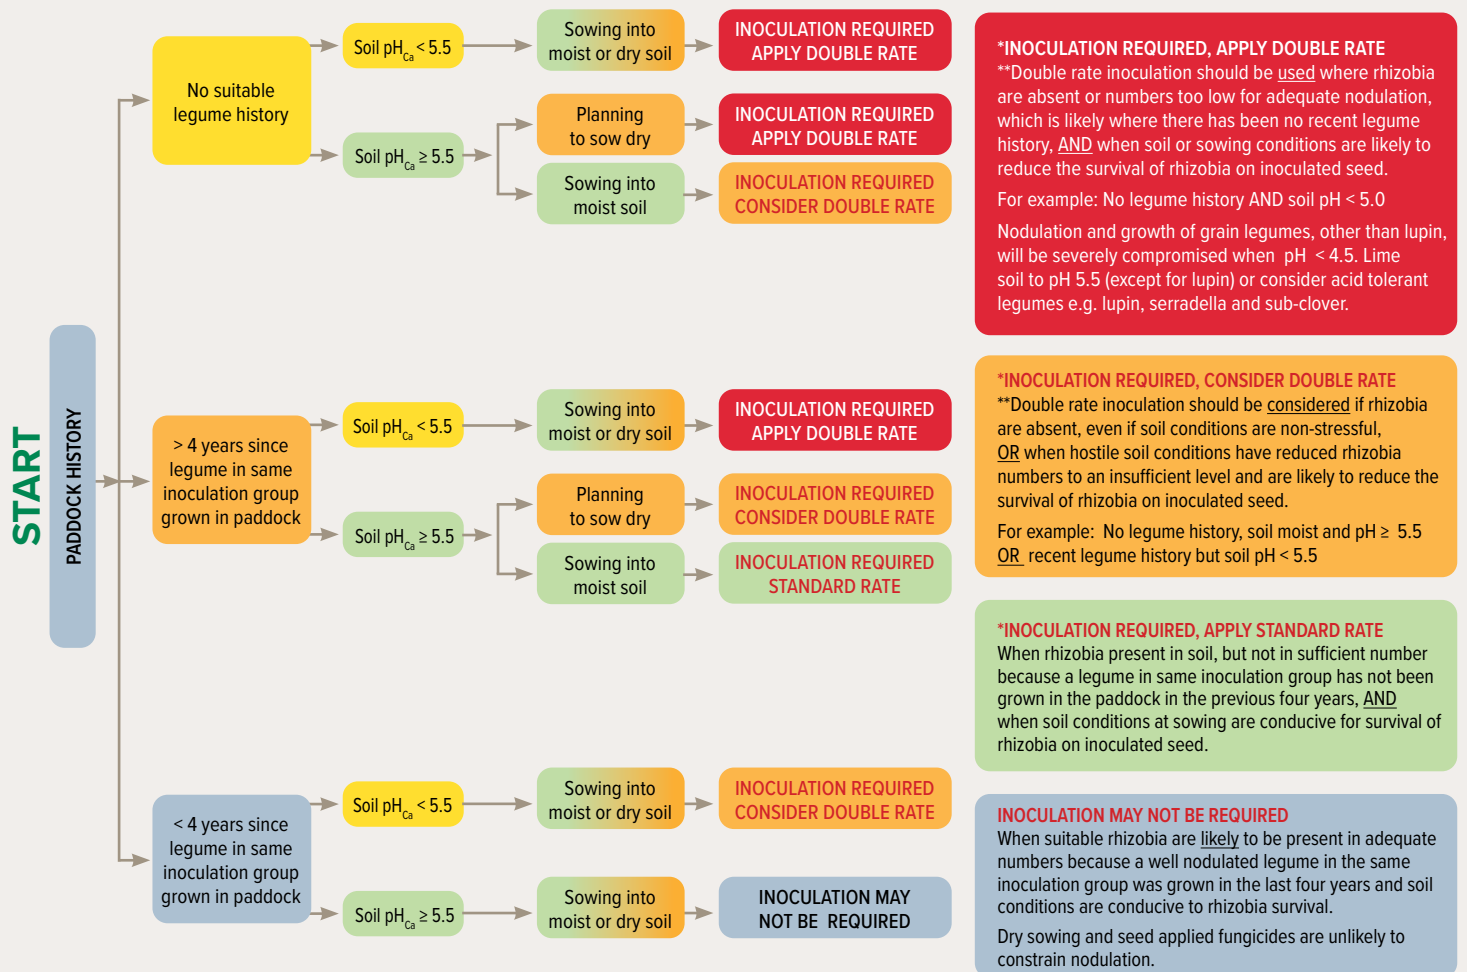 START
PADDOCK HISTORY
No suitable
legume history
Soil pHCa < 5.5
Sowing into
moist or dry soil
INOCULATION REQUIRED
APPLY DOUBLE RATE
Soil pHCa ≥ 5.5
Planning
to sow dry
INOCULATION REQUIRED
APPLY DOUBLE RATE
Sowing into
moist soil
INOCULATION REQUIRED
CONSIDER DOUBLE RATE
> 4 years since
legume in same
inoculation group
grown in paddock
Soil pHCa < 5.5
Sowing into
moist or dry soil
INOCULATION REQUIRED
APPLY DOUBLE RATE
Soil pHCa ≥ 5.5
Planning
to sow dry
INOCULATION REQUIRED
CONSIDER DOUBLE RATE
Sowing into
moist soil
INOCULATION REQUIRED
STANDARD RATE
< 4 years since
legume in same
inoculation group
grown in paddock
Soil pHCa < 5.5
Sowing into
moist or dry soil
INOCULATION REQUIRED
CONSIDER DOUBLE RATE
Soil pHCa ≥ 5.5
Sowing into
moist or dry soil
INOCULATION MAY
NOT BE REQUIRED
*INOCULATION REQUIRED, APPLY DOUBLE RATE
**Double rate inoculation should be used where rhizobia
are absent or numbers too low for adequate nodulation,
which is likely where there has been no recent legume
history, AND when soil or sowing conditions are likely to
reduce the survival of rhizobia on inoculated seed.
For example: No legume history AND soil pH < 5.0
Nodulation and growth of grain legumes, other than lupin,
will be severely compromised when pH < 4.5. Lime
soil to pH 5.5 (except for lupin) or consider acid tolerant
legumes e.g. lupin, serradella and sub-clover.
*INOCULATION REQUIRED, CONSIDER DOUBLE RATE
**Double rate inoculation should be considered if rhizobia
are absent, even if soil conditions are non-stressful,
OR when hostile soil conditions have reduced rhizobia
numbers to an insufficient level and are likely to reduce the
survival of rhizobia on inoculated seed.
For example: No legume history, soil moist and pH ≥ 5.5
OR recent legume history but soil pH < 5.5
*INOCULATION REQUIRED, APPLY STANDARD RATE
When rhizobia present in soil, but not in sufficient number
because a legume in same inoculation group has not been
grown in the paddock in the previous four years, AND
when soil conditions at sowing are conducive for survival of
rhizobia on inoculated seed.
INOCULATION MAY NOT BE REQUIRED
When suitable rhizobia are likely to be present in adequate
numbers because a well nodulated legume in the same
inoculation group was grown in the last four years and soil
conditions are conducive to rhizobia survival.
Dry sowing and seed applied fungicides are unlikely to
constrain nodulation.